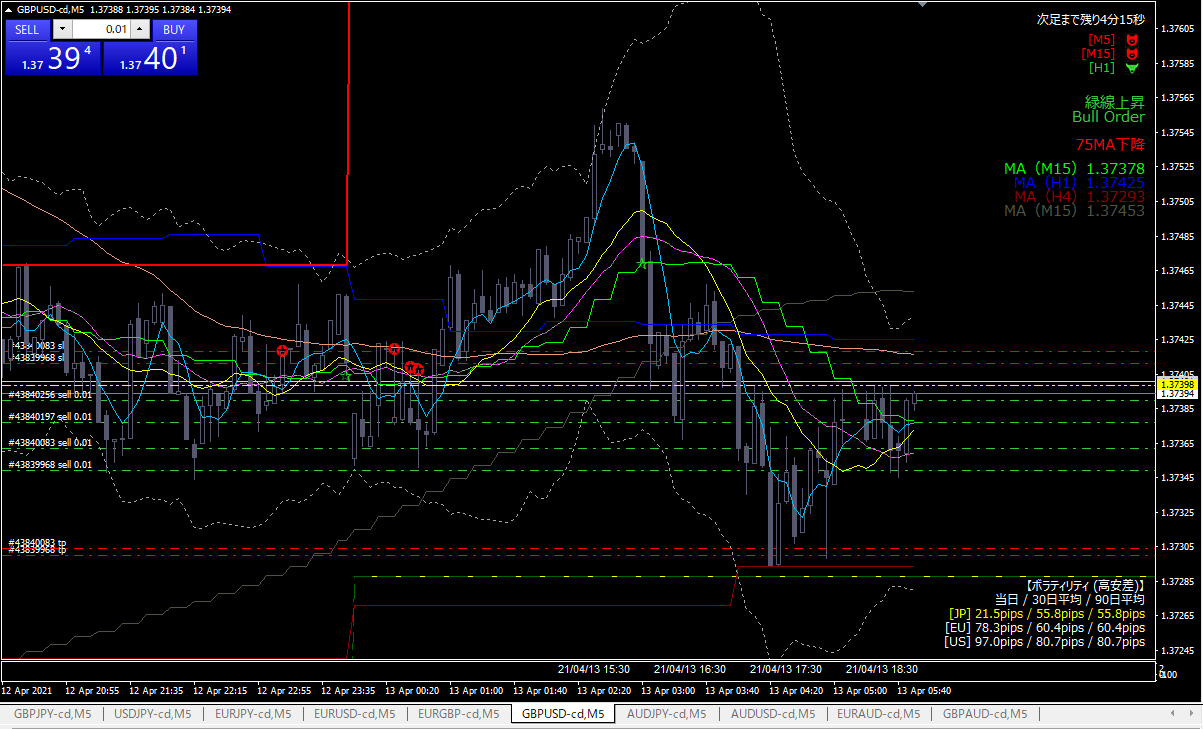 GBPUSD-cd,M5 1.37388 1.37395 1.37384 1.37394
SELL 0.01 BUY
1.37 39 4 1.37 40 1
次足まで残り4分15秒
[M5]
[M15]
[H1]
緑線上昇
Bull Order
75MA下降
MA (M15) 1.37378
MA (H1) 1.37425
MA (H4) 1.37293
MA (M15) 1.37453
1.37605
1.37585
1.37565
1.37545
1.37525
1.37505
1.37485
1.37465
1.37445
1.37425
1.37405
1.37398
1.37394
1.37385
1.37365
1.37345
1.37325
1.37305
1.37285
1.37265
1.37245
#43840083 sl
#43839968 sl
#43840256 sell 0.01
#43840197 sell 0.01
#43840083 sell 0.01
#43839968 sell 0.01
#43840083 tp
#43839968 tp
【ボラティリティ(高安差)】
当日 / 30日平均 / 90日平均
[JP] 21.5pips / 55.8pips / 55.8pips
[EU] 78.3pips / 60.4pips / 60.4pips
[US] 97.0pips / 80.7pips / 80.7pips
21/04/13 15:30 21/04/13 16:30 21/04/13 17:30 21/04/13 18:30
12 Apr 2021 12 Apr 20:55 12 Apr 21:35 12 Apr 22:15 12 Apr 22:55 12 Apr 23:35 13 Apr 00:20 13 Apr 01:00 13 Apr 01:40 13 Apr 02:20 13 Apr 03:00 13 Apr 03:40 13 Apr 04:20 13 Apr 05:00 13 Apr 05:40
GBPJPY-cd,M5 USDJPY-cd,M5 EURJPY-cd,M5 EURUSD-cd,M5 EURGBP-cd,M5 GBPUSD-cd,M5 AUDJPY-cd,M5 AUDUSD-cd,M5 EURAUD-cd,M5 GBPAUD-cd,M5